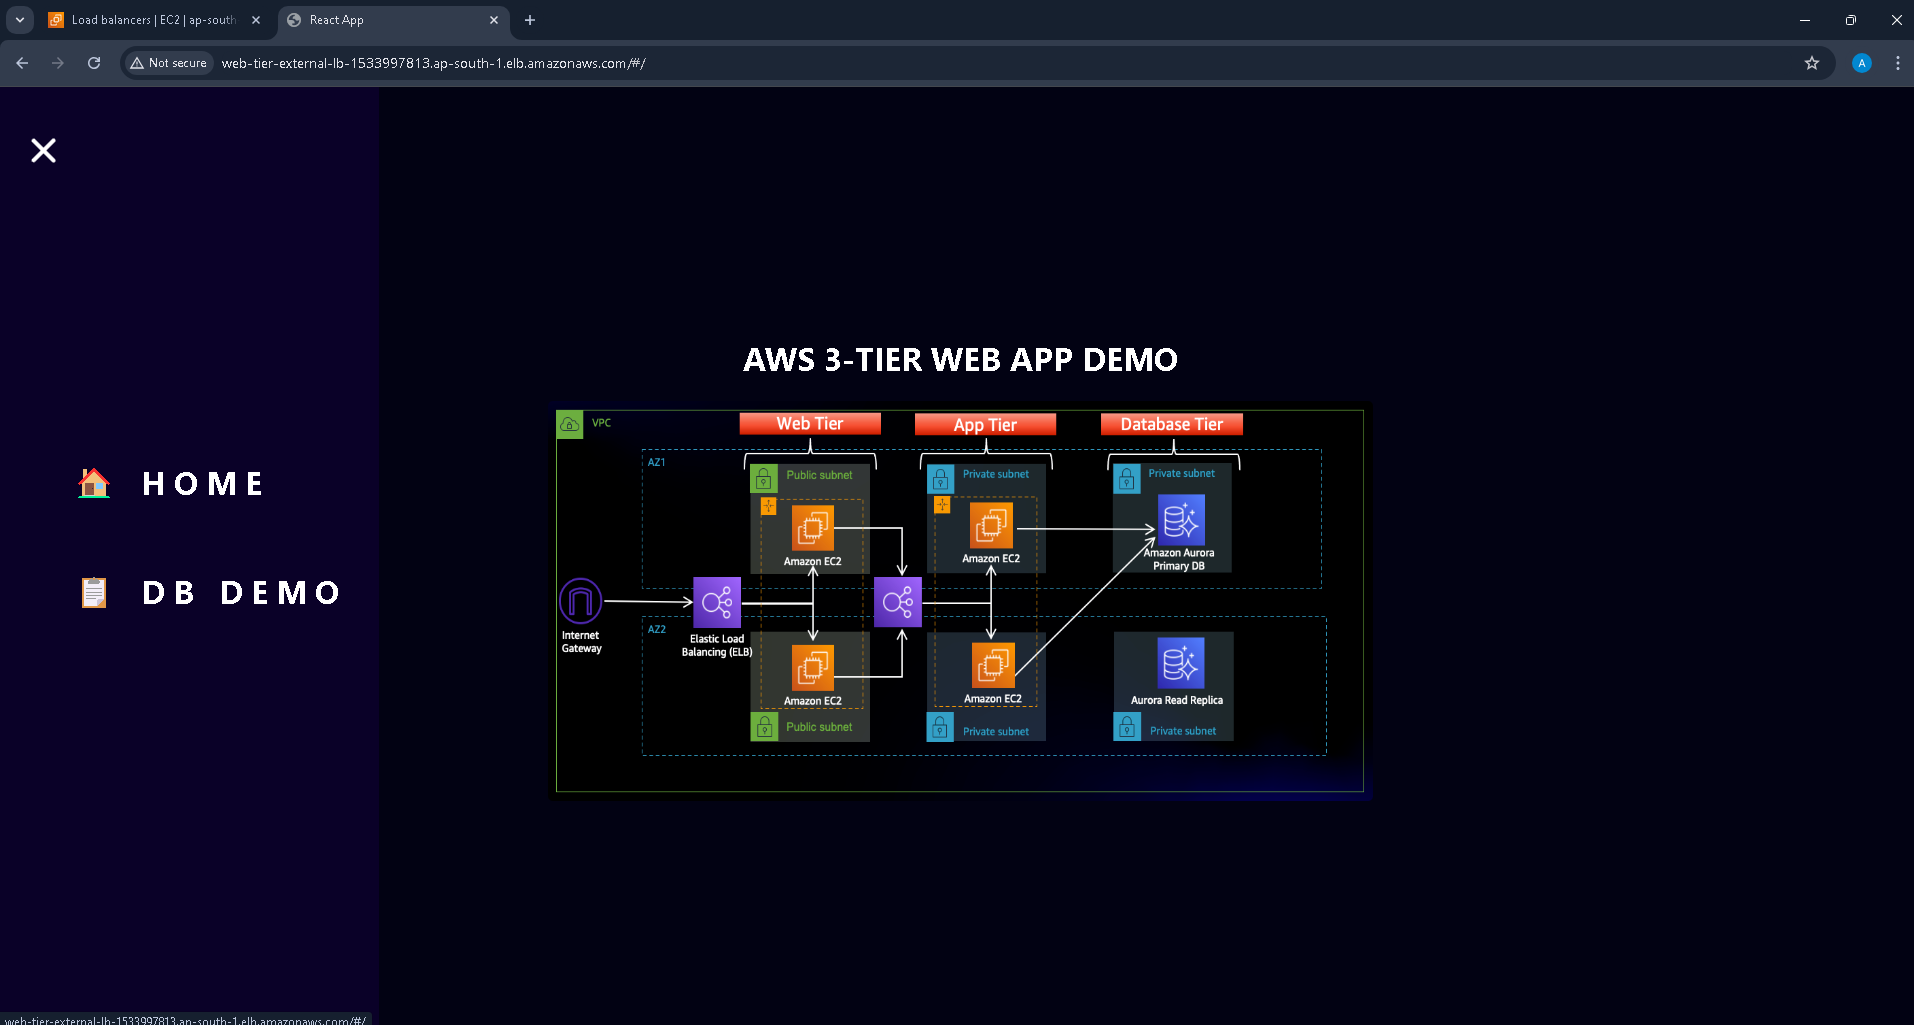 Load balancers | EC2 | ap-south
React App
Not secure
web-tier-external-lb-1533997813.ap-south-1.elb.amazonaws.com/#/
A
HOME
DB DEMO
AWS 3-TIER WEB APP DEMO
VPC
Web Tier
App Tier
Database Tier
AZ1
Public subnet
Private subnet
Private subnet
Amazon EC2
Amazon EC2
Amazon Aurora
Primary DB
Internet
Gateway
Elastic Load
Balancing (ELB)
AZ2
Amazon EC2
Amazon EC2
Aurora Read Replica
Public subnet
Private subnet
Private subnet
web-tier-external-lb-1533997813.ap-south-1.elb.amazonaws.com/#/